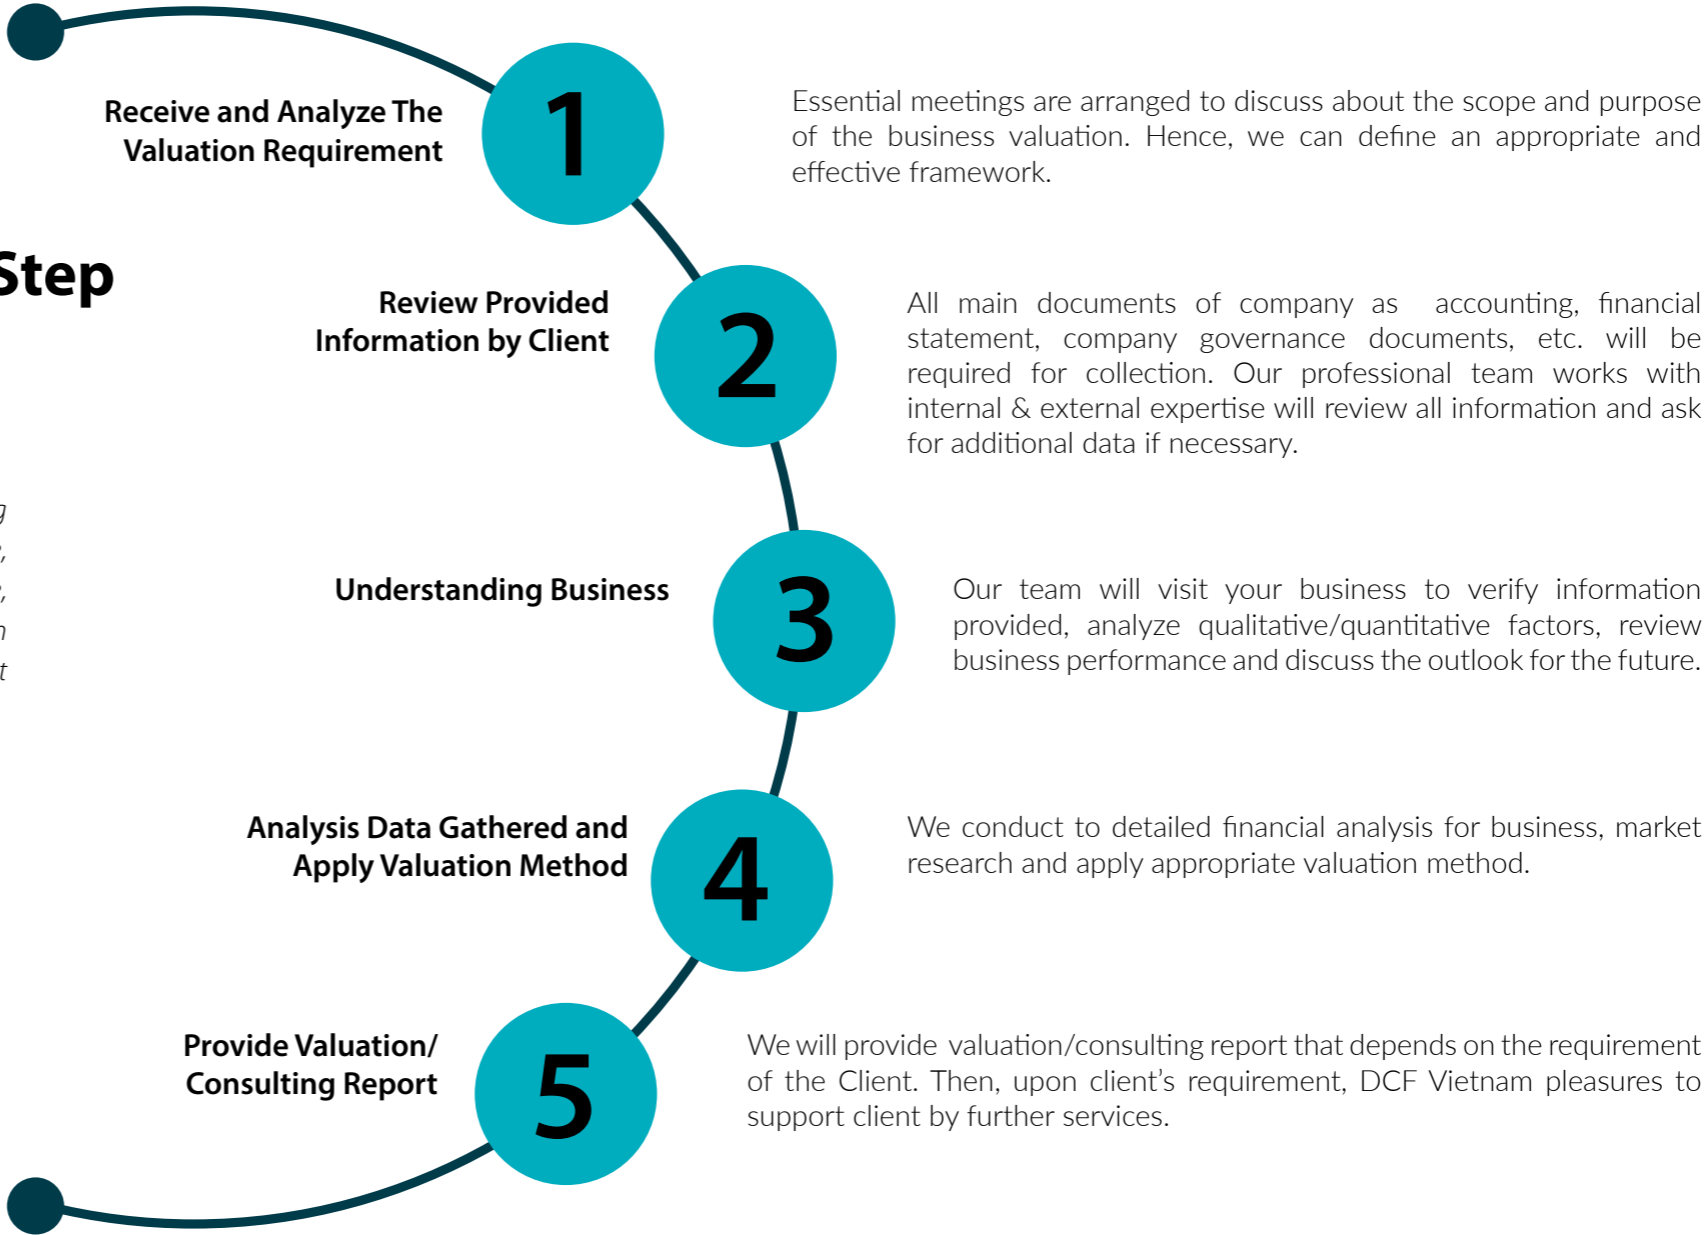 Step
Receive and Analyze The
Valuation Requirement
1
Essential meetings are arranged to discuss about the scope and purpose
of the business valuation. Hence, we can define an appropriate and
effective framework.
Review Provided
Information by Client
2
All main documents of company as accounting, financial
statement, company governance documents, etc. will be
required for collection. Our professional team works with
internal & external expertise will review all information and ask
for additional data if necessary.
Understanding Business
3
Our team will visit your business to verify information
provided, analyze qualitative/quantitative factors, review
business performance and discuss the outlook for the future.
Analysis Data Gathered and
Apply Valuation Method
4
We conduct to detailed financial analysis for business, market
research and apply appropriate valuation method.
Provide Valuation/
Consulting Report
5
We will provide valuation/consulting report that depends on the requirement
of the Client. Then, upon client's requirement, DCF Vietnam pleasures to
support client by further services.